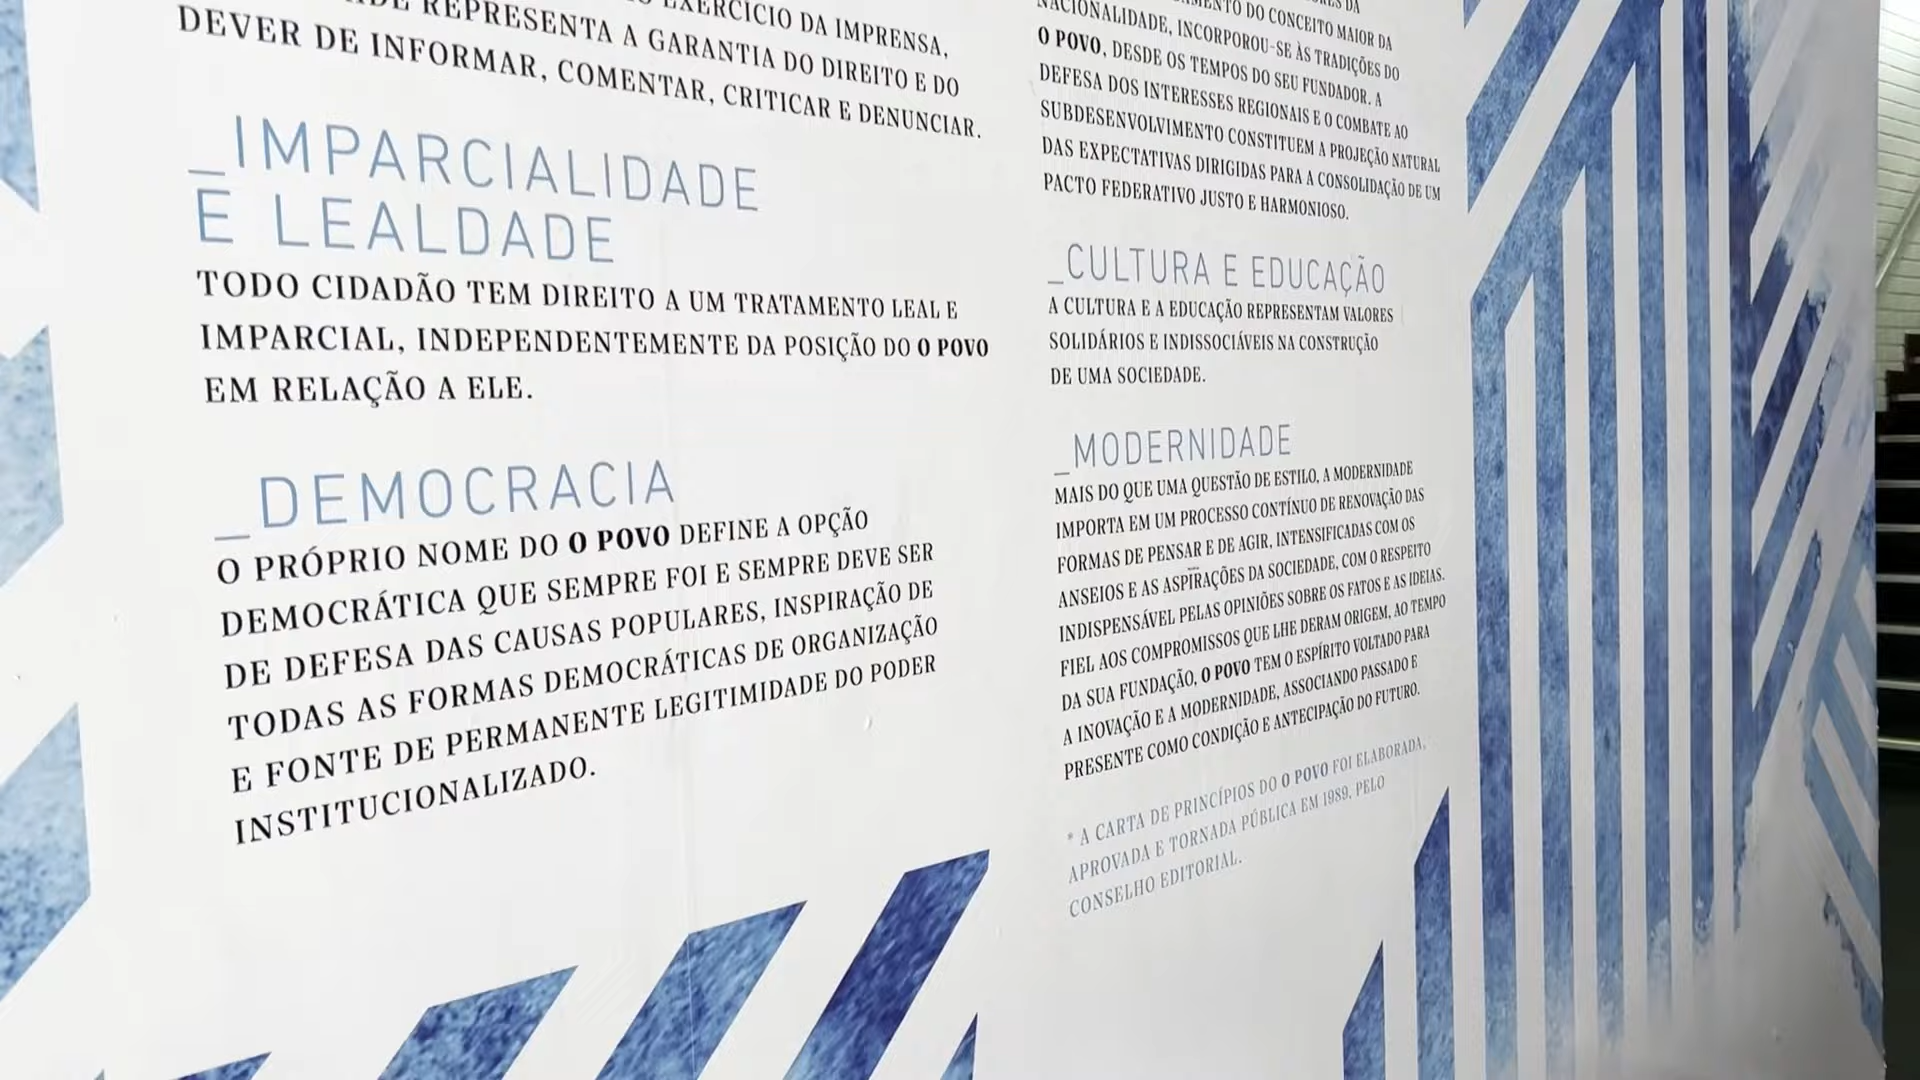 EXERCÍCIO DA IMPRENSA,
REPRESENTA A GARANTIA DO DIREITO E DO
DEVER DE INFORMAR, COMENTAR, CRITICAR E DENUNCIAR.
_IMPARCIALIDADE
E LEALDADE
TODO CIDADÃO TEM DIREITO A UM TRATAMENTO LEAL E
IMPARCIAL, INDEPENDENTEMENTE DA POSIÇÃO DO O POVO
EM RELAÇÃO A ELE.
_DEMOCRACIA
O PRÓPRIO NOME DO O POVO DEFINE A OPÇÃO
DEMOCRÁTICA QUE SEMPRE FOI E SEMPRE DEVE SER
DE DEFESA DAS CAUSAS POPULARES, INSPIRAÇÃO DE
TODAS AS FORMAS DEMOCRÁTICAS DE ORGANIZAÇÃO
E FONTE DE PERMANENTE LEGITIMIDADE DO PODER
INSTITUCIONALIZADO.
DO CONCEITO MAIOR DA
NACIONALIDADE, INCORPOROU-SE ÀS TRADIÇÕES DO
O POVO, DESDE OS TEMPOS DO SEU FUNDADOR. A
DEFESA DOS INTERESSES REGIONAIS E O COMBATE AO
SUBDESENVOLVIMENTO CONSTITUEM A PROJEÇÃO NATURAL
DAS EXPECTATIVAS DIRIGIDAS PARA A CONSOLIDAÇÃO DE UM
PACTO FEDERATIVO JUSTO E HARMONIOSO.
_CULTURA E EDUCAÇÃO
A CULTURA E A EDUCAÇÃO REPRESENTAM VALORES
SOLIDÁRIOS E INDISSOCIÁVEIS NA CONSTRUÇÃO
DE UMA SOCIEDADE.
_MODERNIDADE
MAIS DO QUE UMA QUESTÃO DE ESTILO, A MODERNIDADE
IMPORTA EM UM PROCESSO CONTÍNUO DE RENOVAÇÃO DAS
FORMAS DE PENSAR E DE AGIR, INTENSIFICADAS COM OS
ANSEIOS E AS ASPIRAÇÕES DA SOCIEDADE, COM O RESPEITO
INDISPENSÁVEL PELAS OPINIÕES SOBRE OS FATOS E AS IDEIAS.
FIEL AOS COMPROMISSOS QUE LHE DERAM ORIGEM, AO TEMPO
DA SUA FUNDAÇÃO, O POVO TEM O ESPÍRITO VOLTADO PARA
A INOVAÇÃO E A MODERNIDADE, ASSOCIANDO PASSADO E
PRESENTE COMO CONDIÇÃO E ANTECIPAÇÃO DO FUTURO.
* A CARTA DE PRINCÍPIOS DO O POVO FOI ELABORADA,
APROVADA E TORNADA PÚBLICA EM 1989, PELO
CONSELHO EDITORIAL.